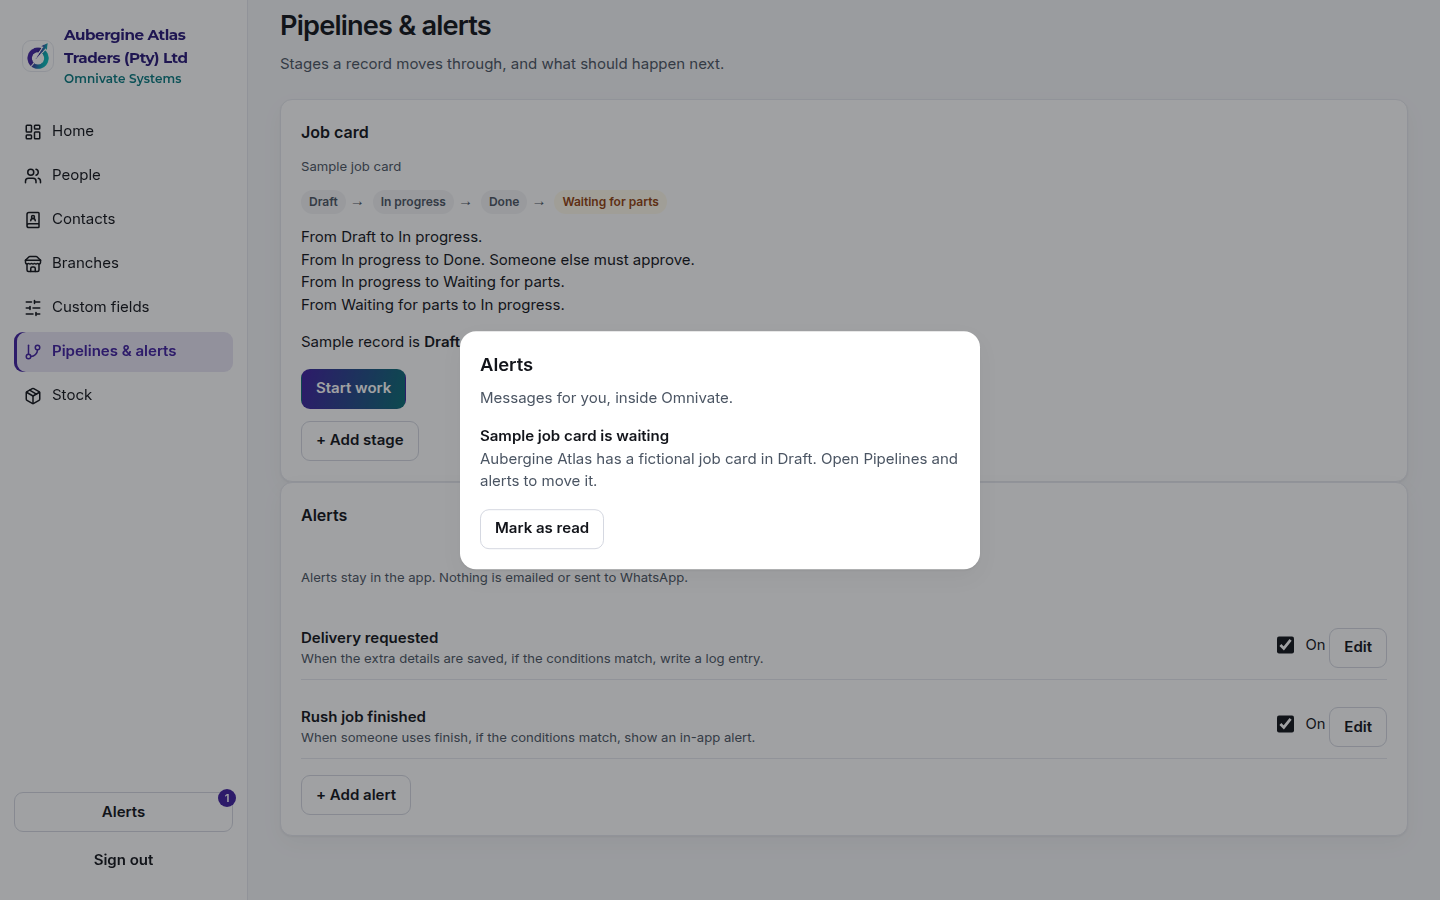 Aubergine Atlas
Traders (Pty) Ltd
Omnivate Systems
Home
People
Contacts
Branches
Custom fields
Pipelines & alerts
Stock
Alerts
1
Sign out
Pipelines & alerts
Stages a record moves through, and what should happen next.
Job card
Sample job card
Draft → In progress → Done → Waiting for parts
From Draft to In progress.
From In progress to Done. Someone else must approve.
From In progress to Waiting for parts.
From Waiting for parts to In progress.
Sample record is Draft
Start work
+ Add stage
Alerts
Messages for you, inside Omnivate.
Sample job card is waiting
Aubergine Atlas has a fictional job card in Draft. Open Pipelines and
alerts to move it.
Mark as read
Alerts
Alerts stay in the app. Nothing is emailed or sent to WhatsApp.
Delivery requested
When the extra details are saved, if the conditions match, write a log entry.
On
Edit
Rush job finished
When someone uses finish, if the conditions match, show an in-app alert.
On
Edit
+ Add alert